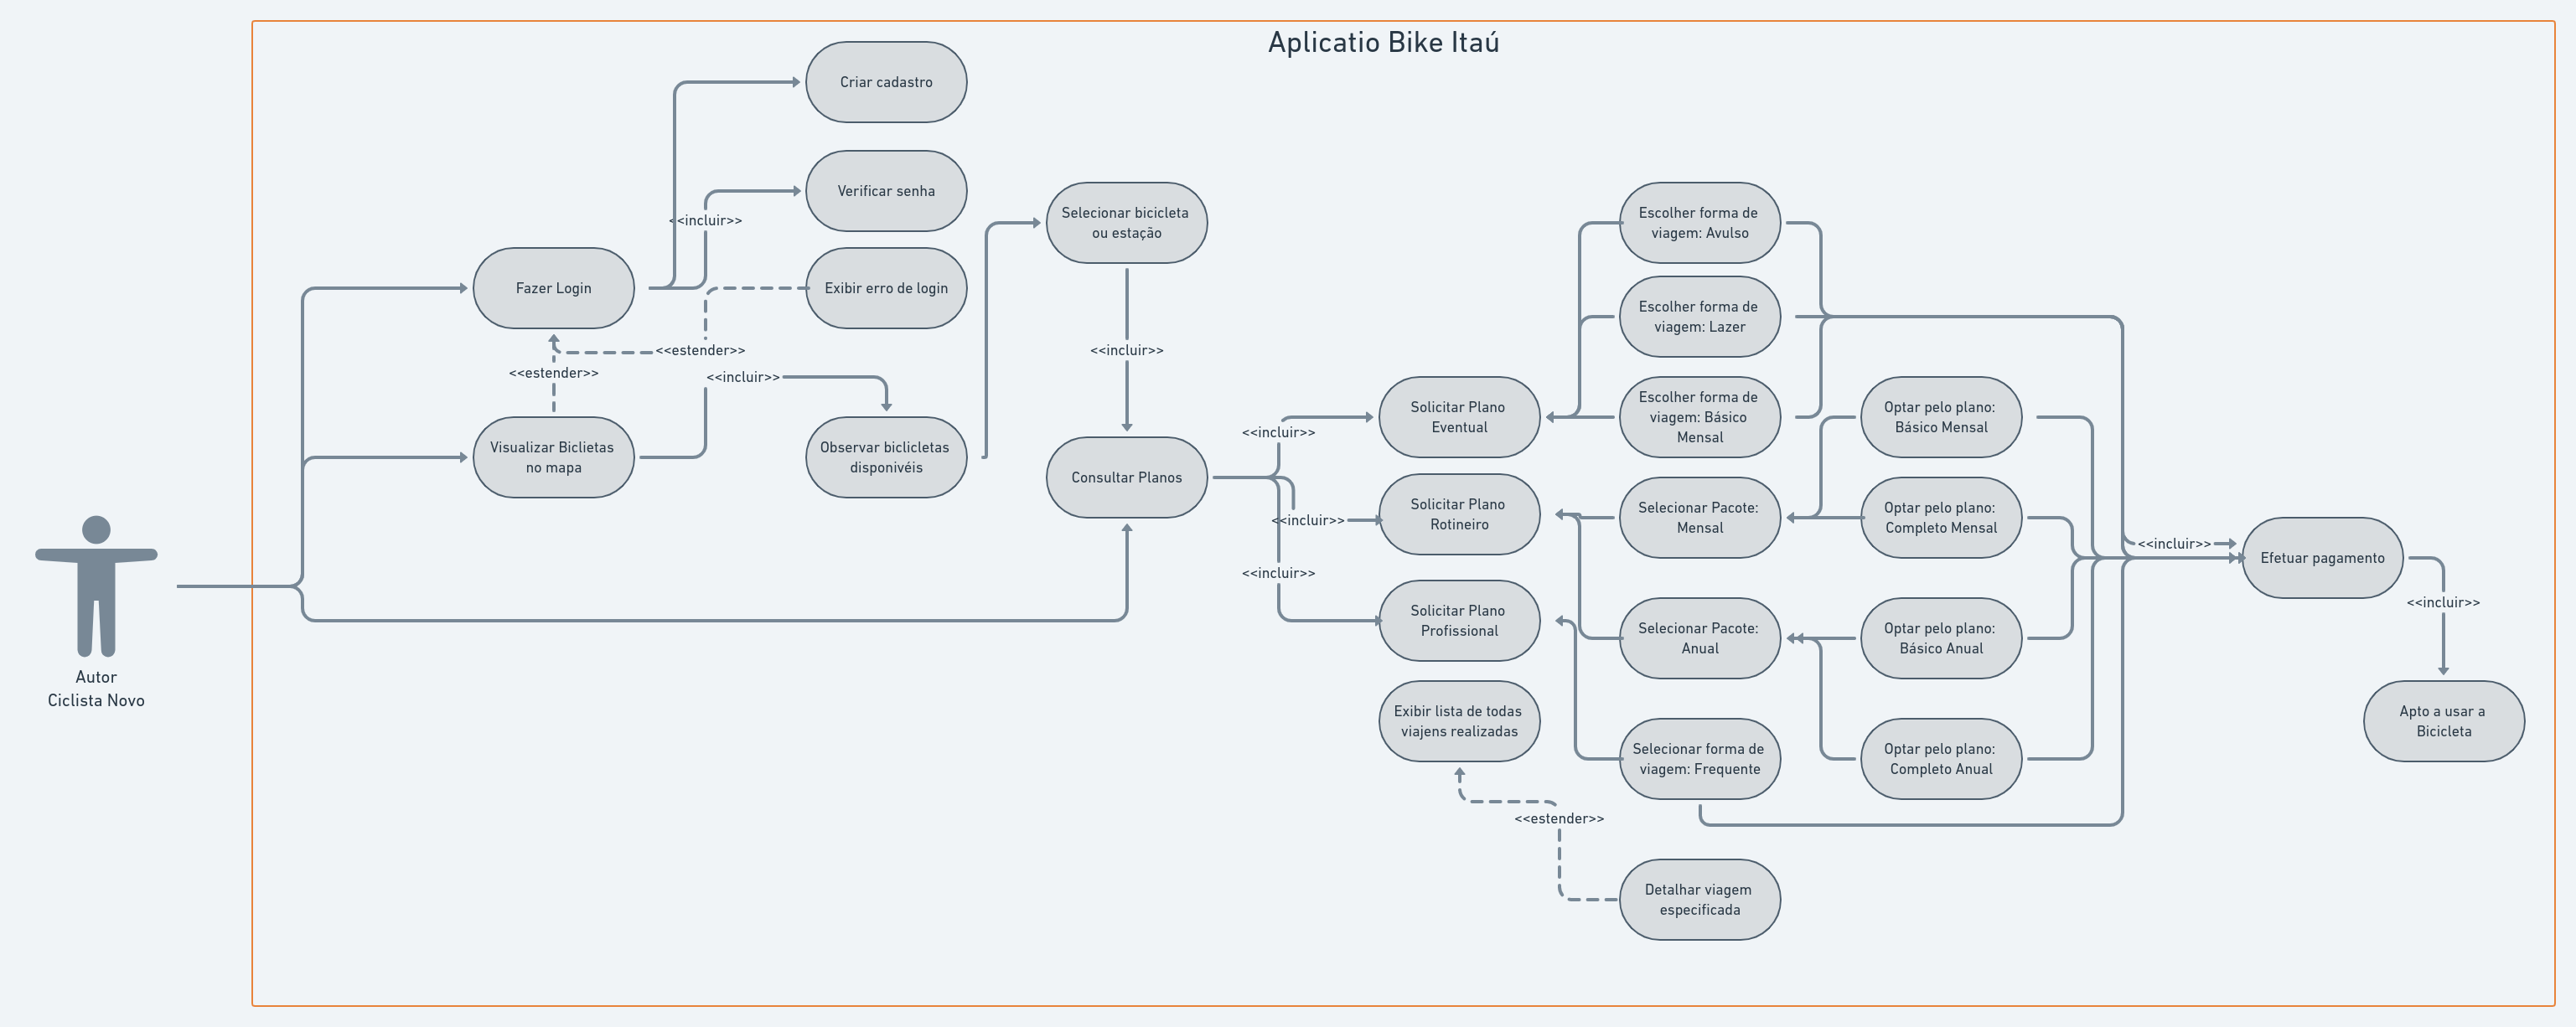 Aplicatio Bike Itaú
Criar cadastro
Verificar senha
<<incluir>>
Fazer Login
Exibir erro de login
<<estender>>
<<estender>>
<<incluir>>
Visualizar Biclietas
no mapa
Observar biclicletas
disponivéis
Selecionar bicicleta
ou estação
<<incluir>>
Consultar Planos
Autor
Ciclista Novo
<<incluir>>
<<incluir>>
<<incluir>>
Solicitar Plano
Eventual
Solicitar Plano
Rotineiro
Solicitar Plano
Profissional
Exibir lista de todas
viajens realizadas
<<estender>>
Escolher forma de
viagem: Avulso
Escolher forma de
viagem: Lazer
Escolher forma de
viagem: Básico
Mensal
Selecionar Pacote:
Mensal
Selecionar Pacote:
Anual
Selecionar forma de
viagem: Frequente
Detalhar viagem
especificada
Optar pelo plano:
Básico Mensal
Optar pelo plano:
Completo Mensal
Optar pelo plano:
Básico Anual
Optar pelo plano:
Completo Anual
<<incluir>>
Efetuar pagamento
<<incluir>>
Apto a usar a
Bicicleta